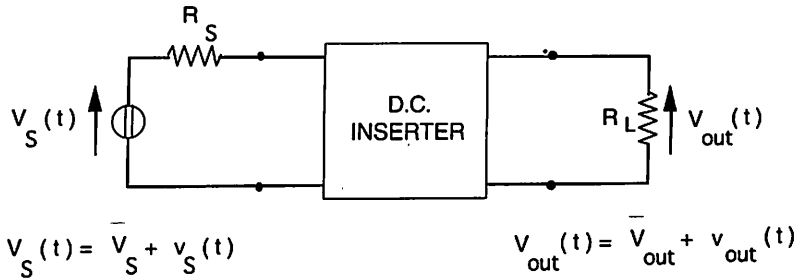 R_S
V_S(t)
D.C.
INSERTER
R_L
V_out(t)
V_S(t) = V̄_S + v_S(t)
V_out(t) = V̄_out + v_out(t)